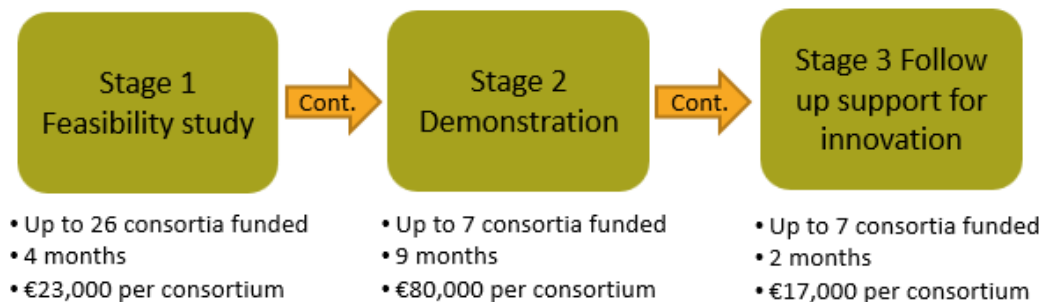 Stage 1
Feasibility study
Cont.
Stage 2
Demonstration
Cont.
Stage 3 Follow
up support for
innovation
• Up to 26 consortia funded
• 4 months
• €23,000 per consortium
• Up to 7 consortia funded
• 9 months
• €80,000 per consortium
• Up to 7 consortia funded
• 2 months
• €17,000 per consortium